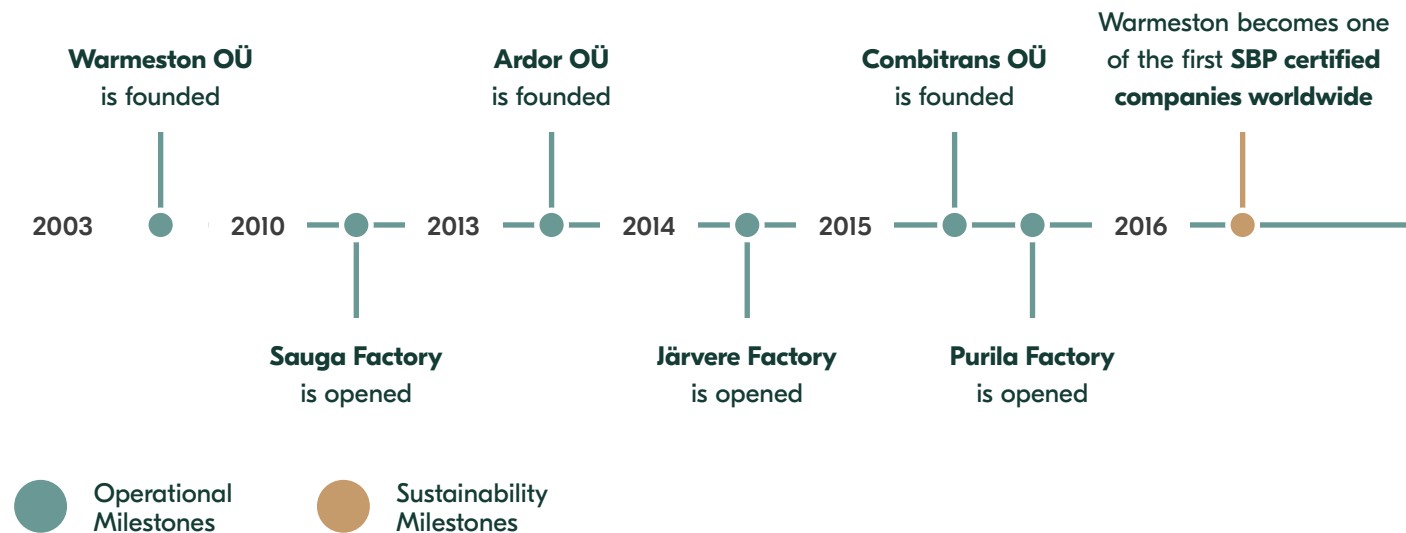 Warmeston OÜ
is founded
Ardor OÜ
is founded
Combitrans OÜ
is founded
Warmeston becomes one
of the first SBP certified
companies worldwide
2003
2010
2013
2014
2015
2016
Sauga Factory
is opened
Järvere Factory
is opened
Purila Factory
is opened
Operational
Milestones
Sustainability
Milestones